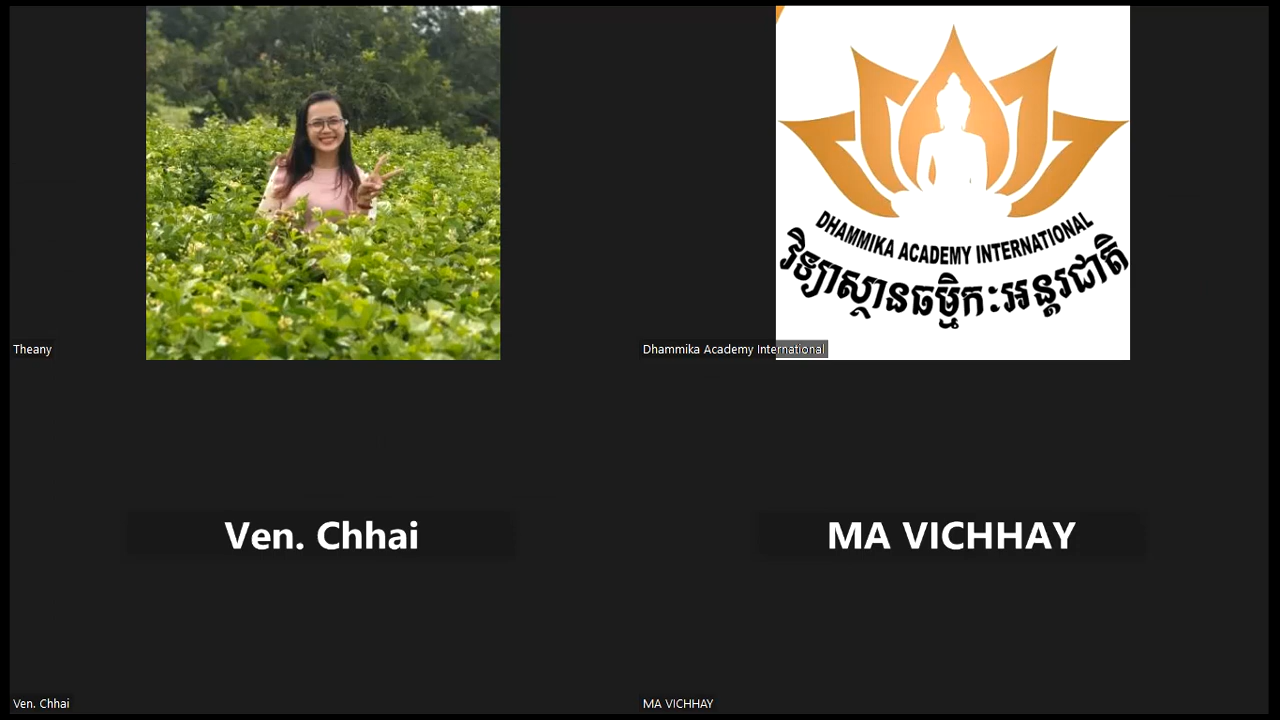 DHAMMIKA ACADEMY INTERNATIONAL
វិទ្យាស្ថានធម្មិកៈអន្តរជាតិ
Theany
Dhammika Academy International
Ven. Chhai
MA VICHHAY
Ven. Chhai
MA VICHHAY